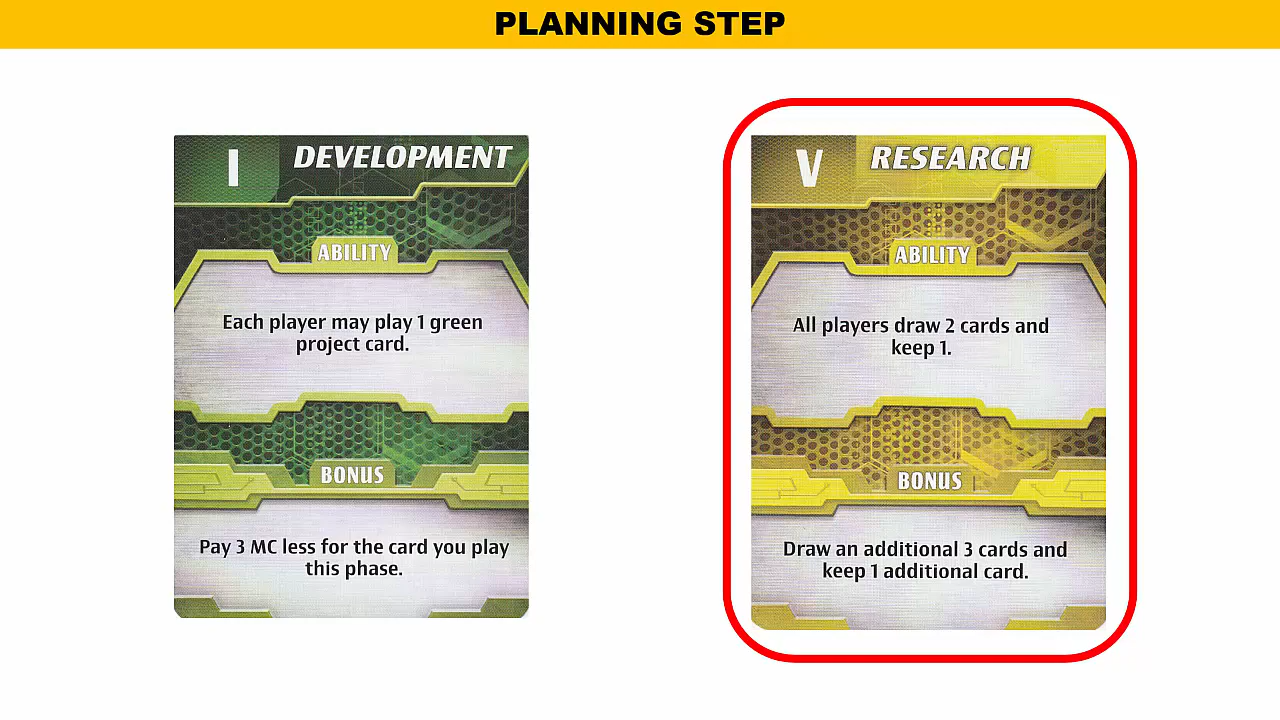 PLANNING STEP
I
DEVELOPMENT
ABILITY
Each player may play 1 green
project card.
BONUS
Pay 3 MC less for the card you play
this phase.
V
RESEARCH
ABILITY
All players draw 2 cards and
keep 1.
BONUS
Draw an additional 3 cards and
keep 1 additional card.